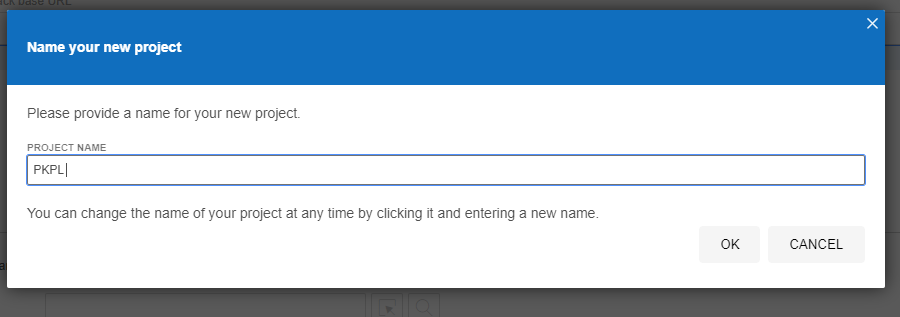 ck base URL
Name your new project
Please provide a name for your new project.
PROJECT NAME
PKPL
You can change the name of your project at any time by clicking it and entering a new name.
OK
CANCEL